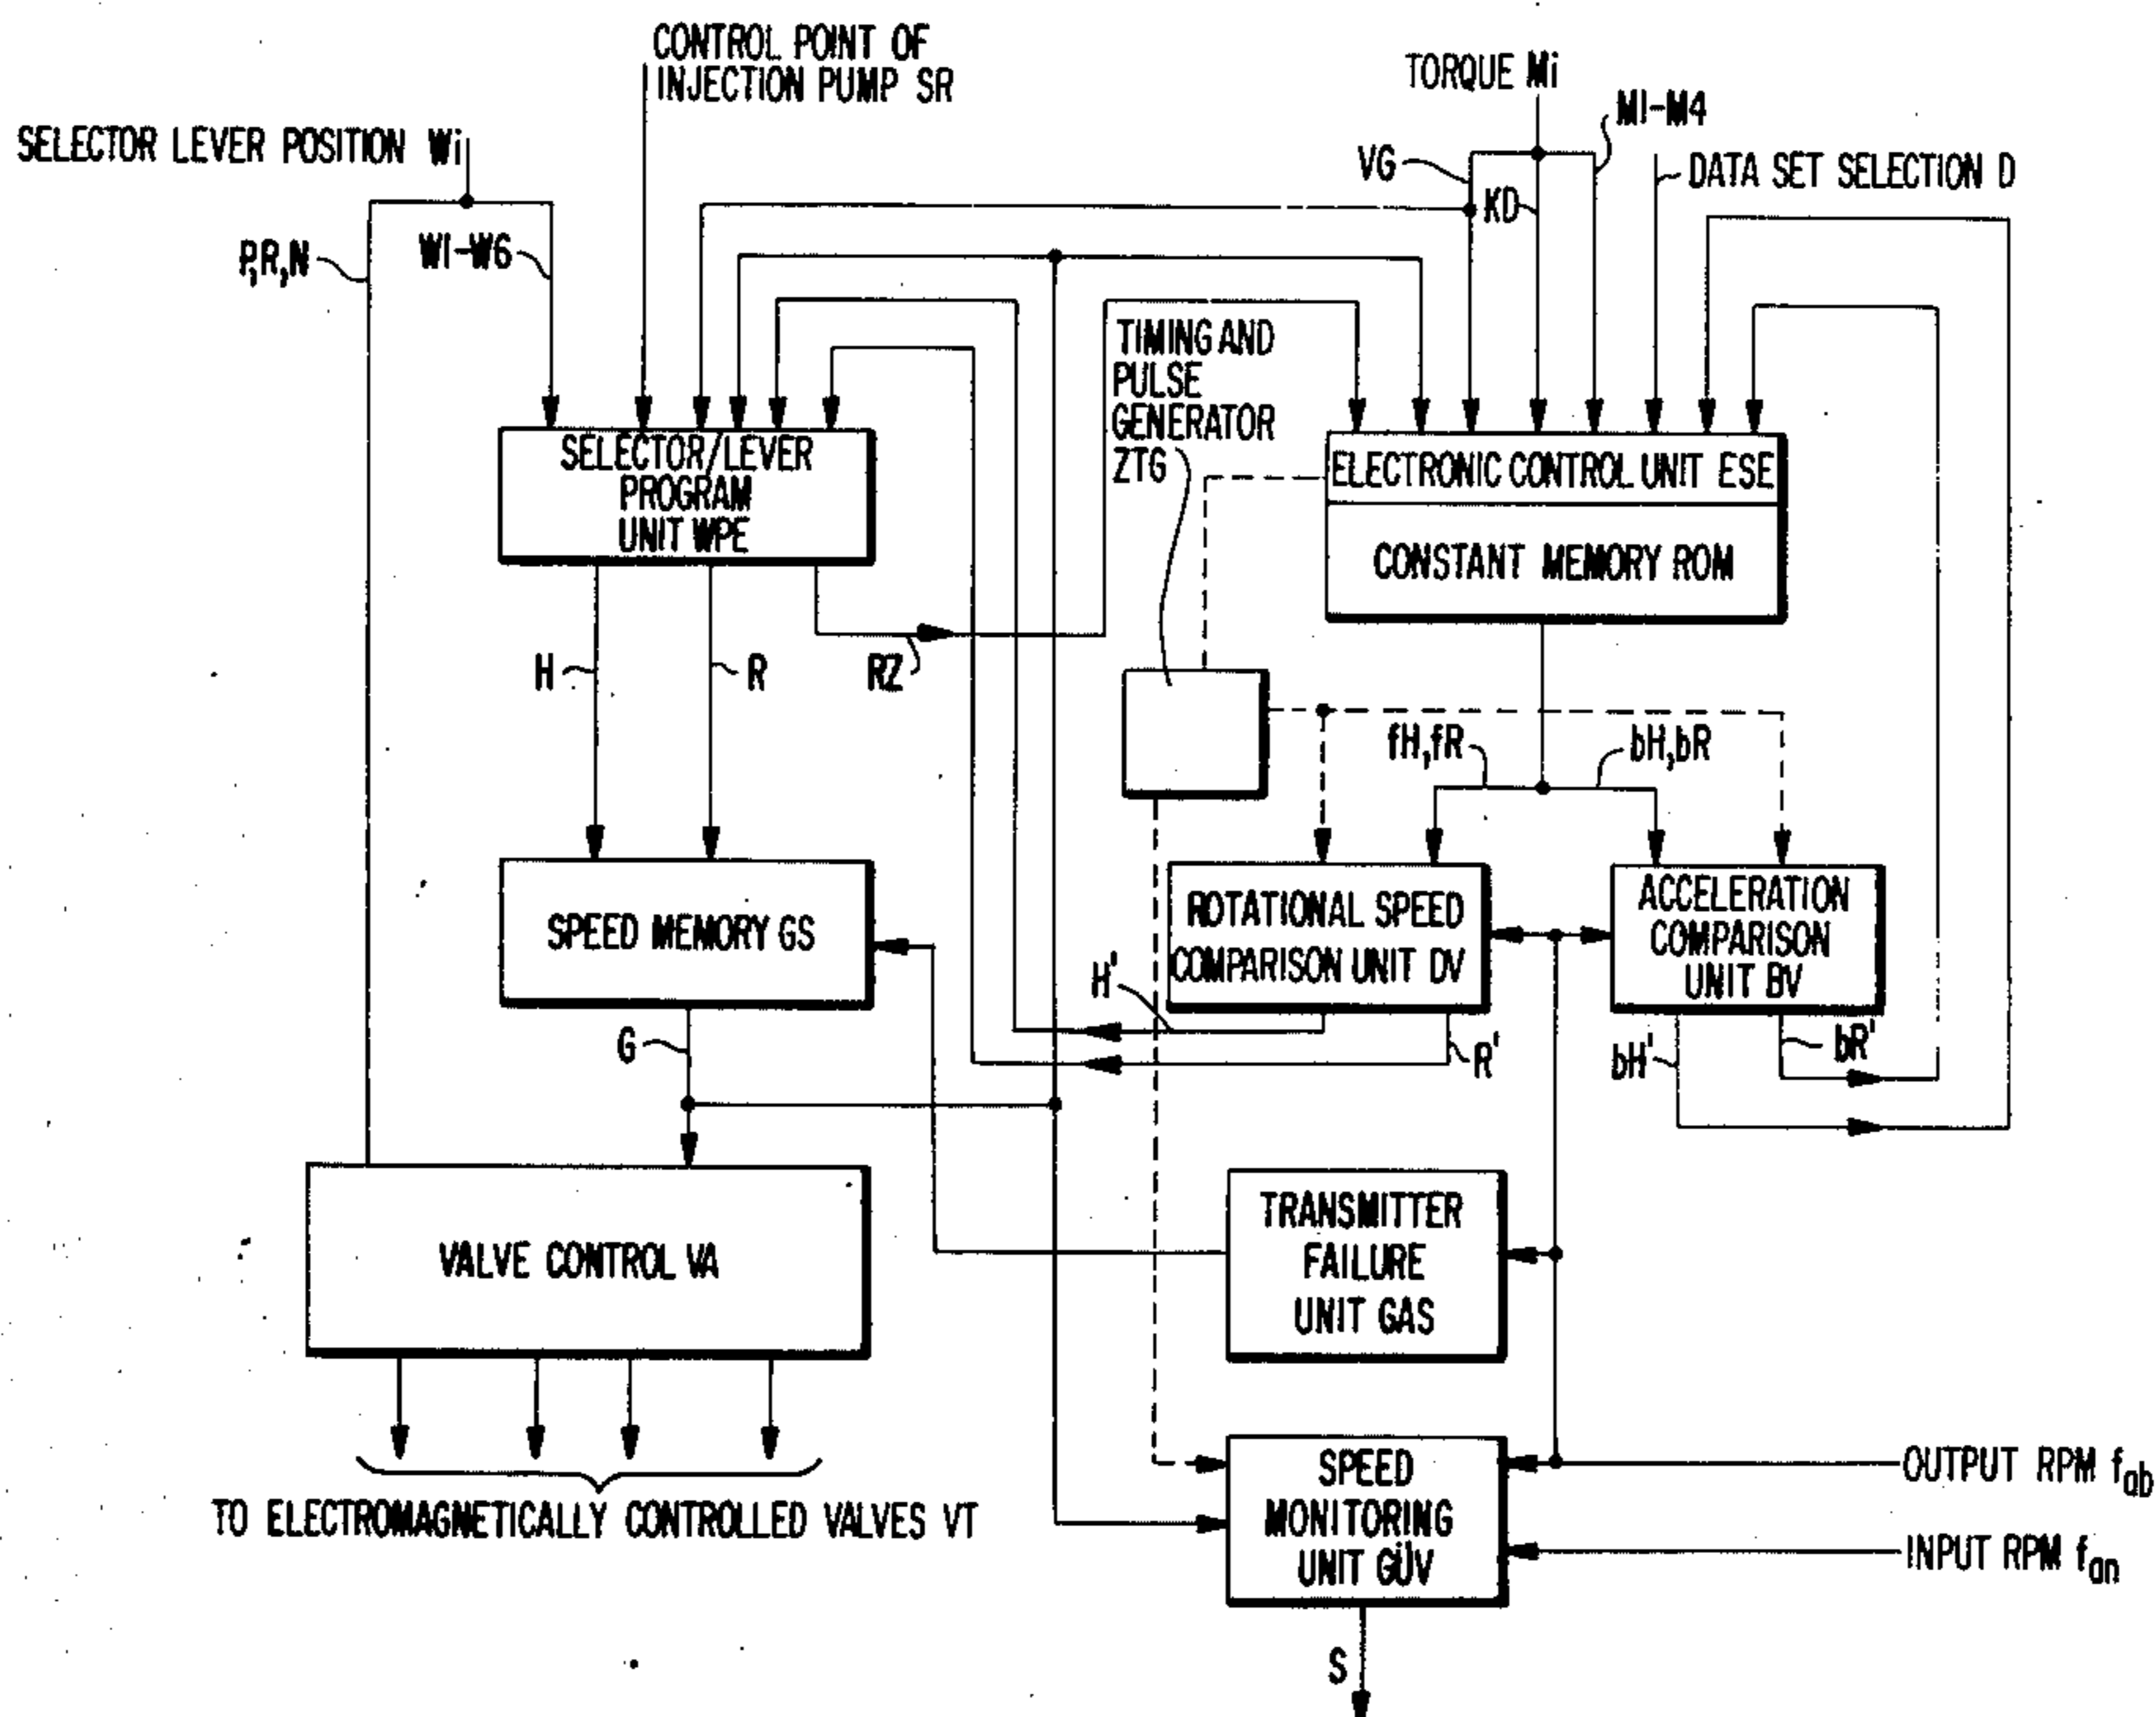 CONTROL POINT OF
INJECTION PUMP SR
TORQUE Mi
M1-M4
SELECTOR LEVER POSITION Wi
VG
KD
DATA SET SELECTION D
P,R,N
W1-W6
TIMING AND
PULSE
GENERATOR
ZTG
SELECTOR/LEVER
PROGRAM
UNIT WPE
ELECTRONIC CONTROL UNIT ESE
CONSTANT MEMORY ROM
H
R
RZ
fH,fR
bH,bR
SPEED MEMORY GS
ROTATIONAL SPEED
COMPARISON UNIT DV
ACCELERATION
COMPARISON
UNIT BV
H'
G
R'
bH'
bR'
VALVE CONTROL VA
TRANSMITTER
FAILURE
UNIT GAS
TO ELECTROMAGNETICALLY CONTROLLED VALVES VT
SPEED
MONITORING
UNIT GÜV
OUTPUT RPM fab
INPUT RPM fan
S